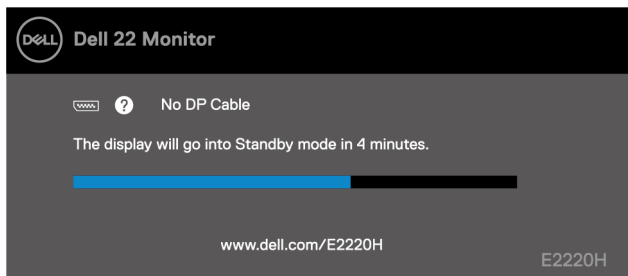 DELL
Dell 22 Monitor
? No DP Cable
The display will go into Standby mode in 4 minutes.
www.dell.com/E2220H
E2220H